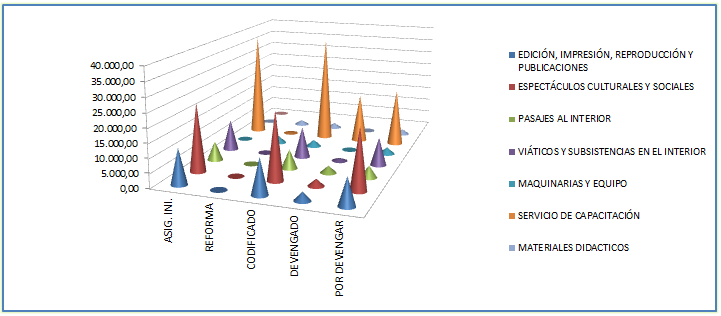 40.000,00
35.000,00
30.000,00
25.000,00
20.000,00
15.000,00
10.000,00
5.000,00
0,00
ASIG. INI.
REFORMA
CODIFICADO
DEVENGADO
POR DEVENGAR
EDICIÓN, IMPRESIÓN, REPRODUCCIÓN Y
PUBLICACIONES
ESPECTÁCULOS CULTURALES Y SOCIALES
PASAJES AL INTERIOR
VIÁTICOS Y SUBSISTENCIAS EN EL INTERIOR
MAQUINARIAS Y EQUIPO
SERVICIO DE CAPACITACIÓN
MATERIALES DIDACTICOS